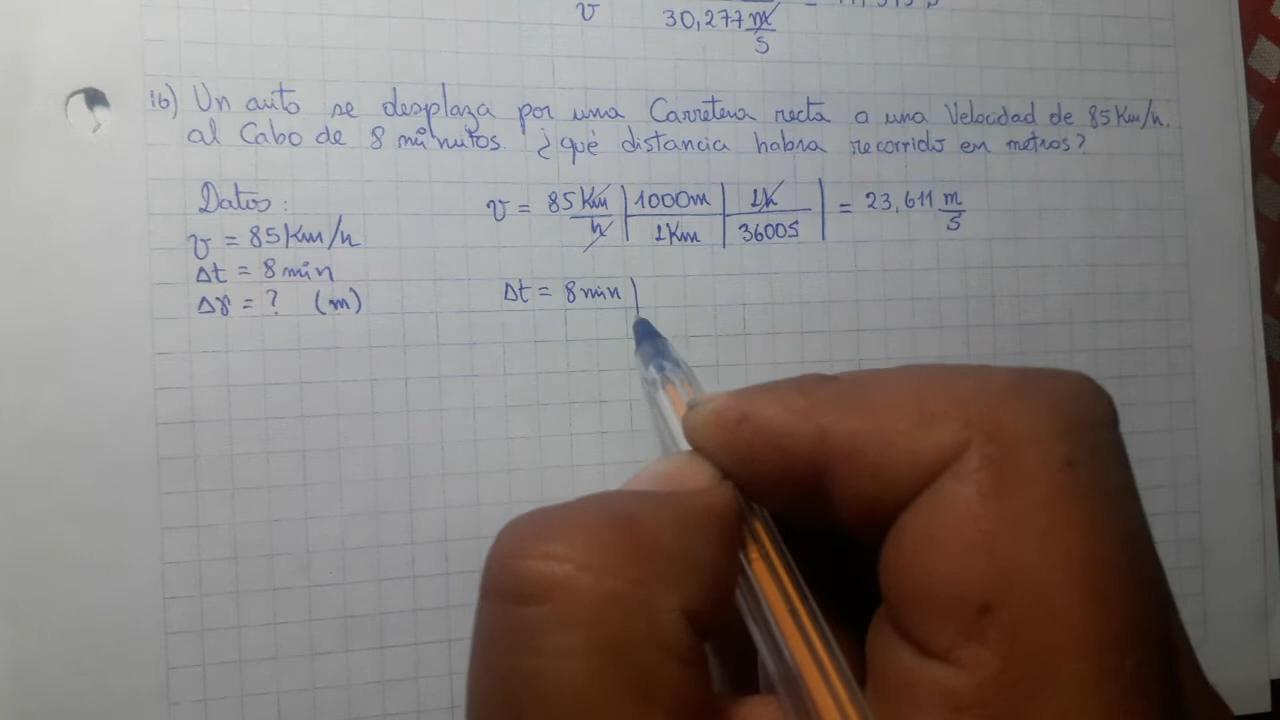 v 30,277 m/s
16) Un auto se desplaza por una Carretera recta a una Velocidad de 85 Km/h.
al Cabo de 8 minutos. ¿qué distancia habra recorrido en metros?
Datos:
v = 85 Km/h
Δt = 8 min
Δr = ? (m)
v = 85 Km/h | 1000m/1Km | 1h/3600s | = 23,611 m/s
Δt = 8 min |